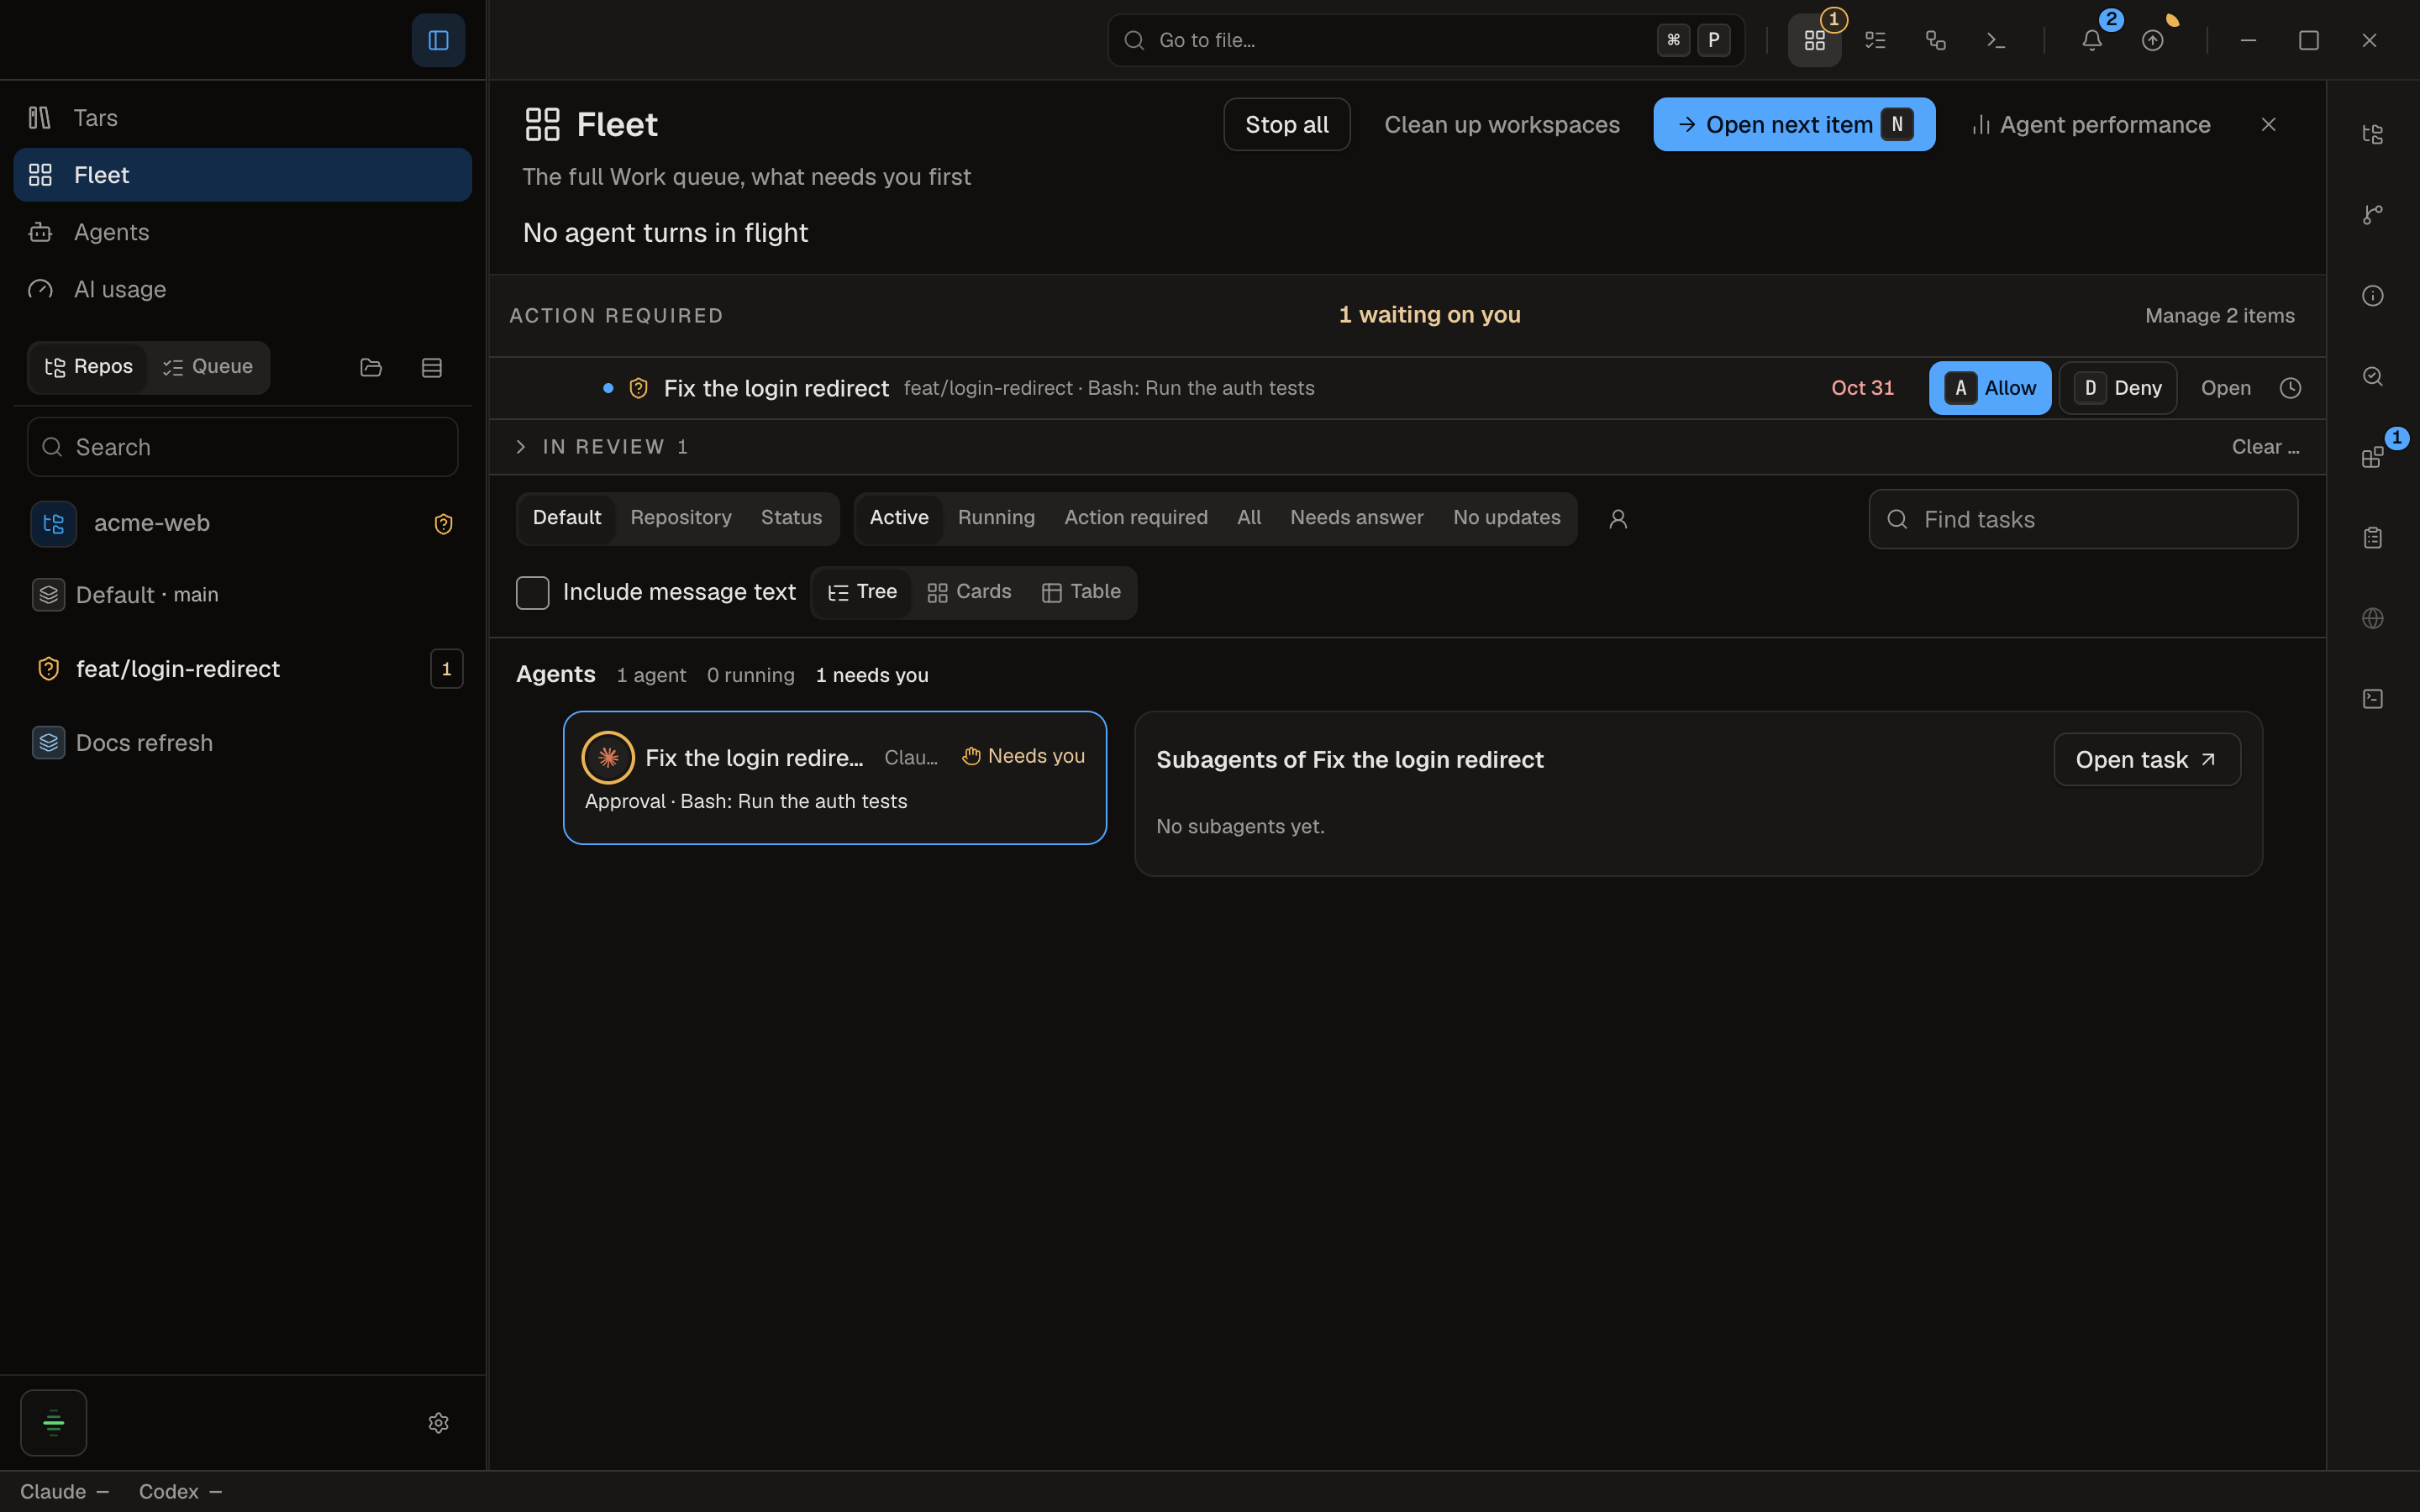 Go to file…
⌘ P
1
2
Tars
Fleet
Agents
AI usage
Repos
Queue
Search
acme-web
Default · main
feat/login-redirect
1
Docs refresh
Fleet
Stop all
Clean up workspaces
Open next item N
Agent performance
The full Work queue, what needs you first
No agent turns in flight
ACTION REQUIRED
1 waiting on you
Manage 2 items
Fix the login redirect feat/login-redirect · Bash: Run the auth tests
Oct 31
A Allow
D Deny
Open
IN REVIEW 1
Clear …
1
Default Repository Status
Active Running Action required All Needs answer No updates
Find tasks
Include message text
Tree Cards Table
Agents 1 agent 0 running 1 needs you
Fix the login redire… Clau… Needs you
Approval · Bash: Run the auth tests
Subagents of Fix the login redirect
Open task
No subagents yet.
Claude – Codex –